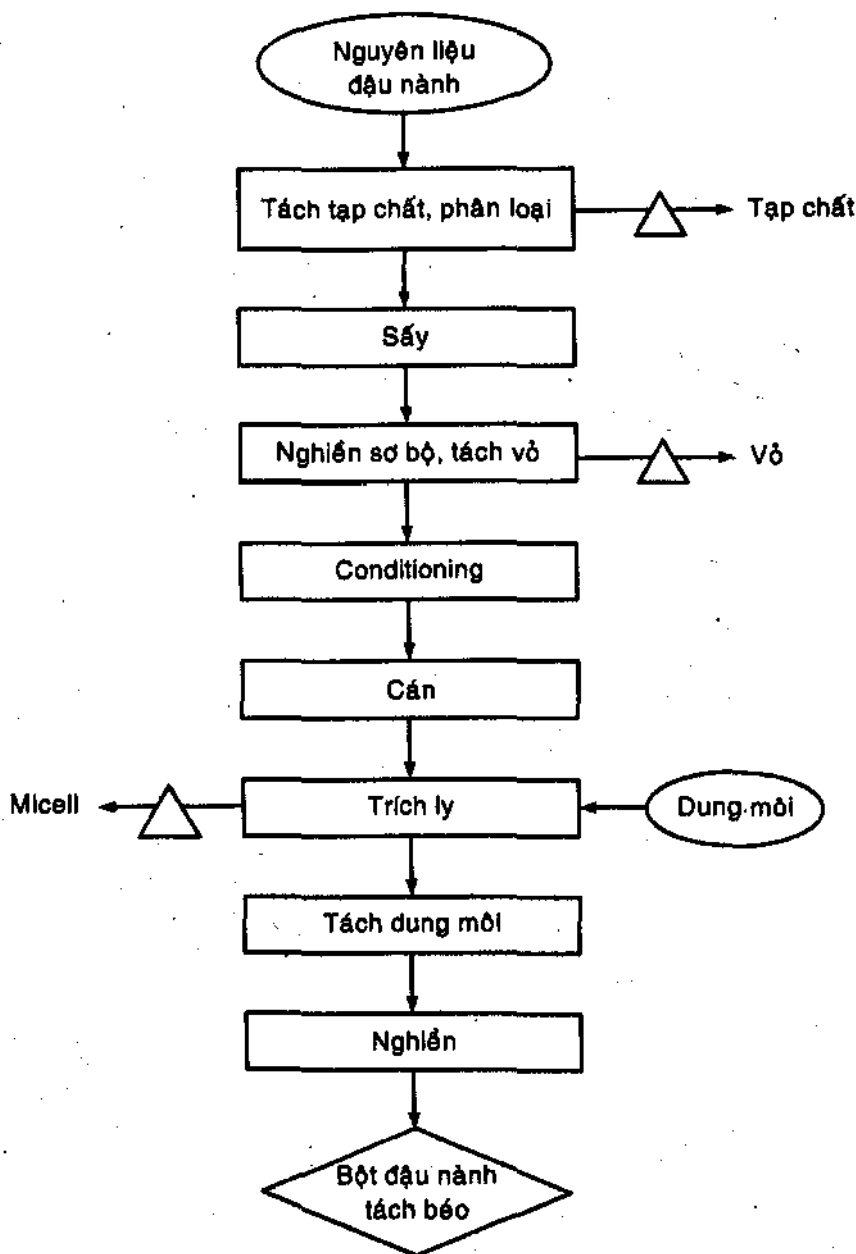 Nguyên liệu
đậu nành
Tách tạp chất, phân loại
Tạp chất
Sấy
Nghiền sơ bộ, tách vỏ
Vỏ
Conditioning
Cán
Micell
Trích ly
Dung môi
Tách dung môi
Nghiền
Bột đậu nành
tách béo